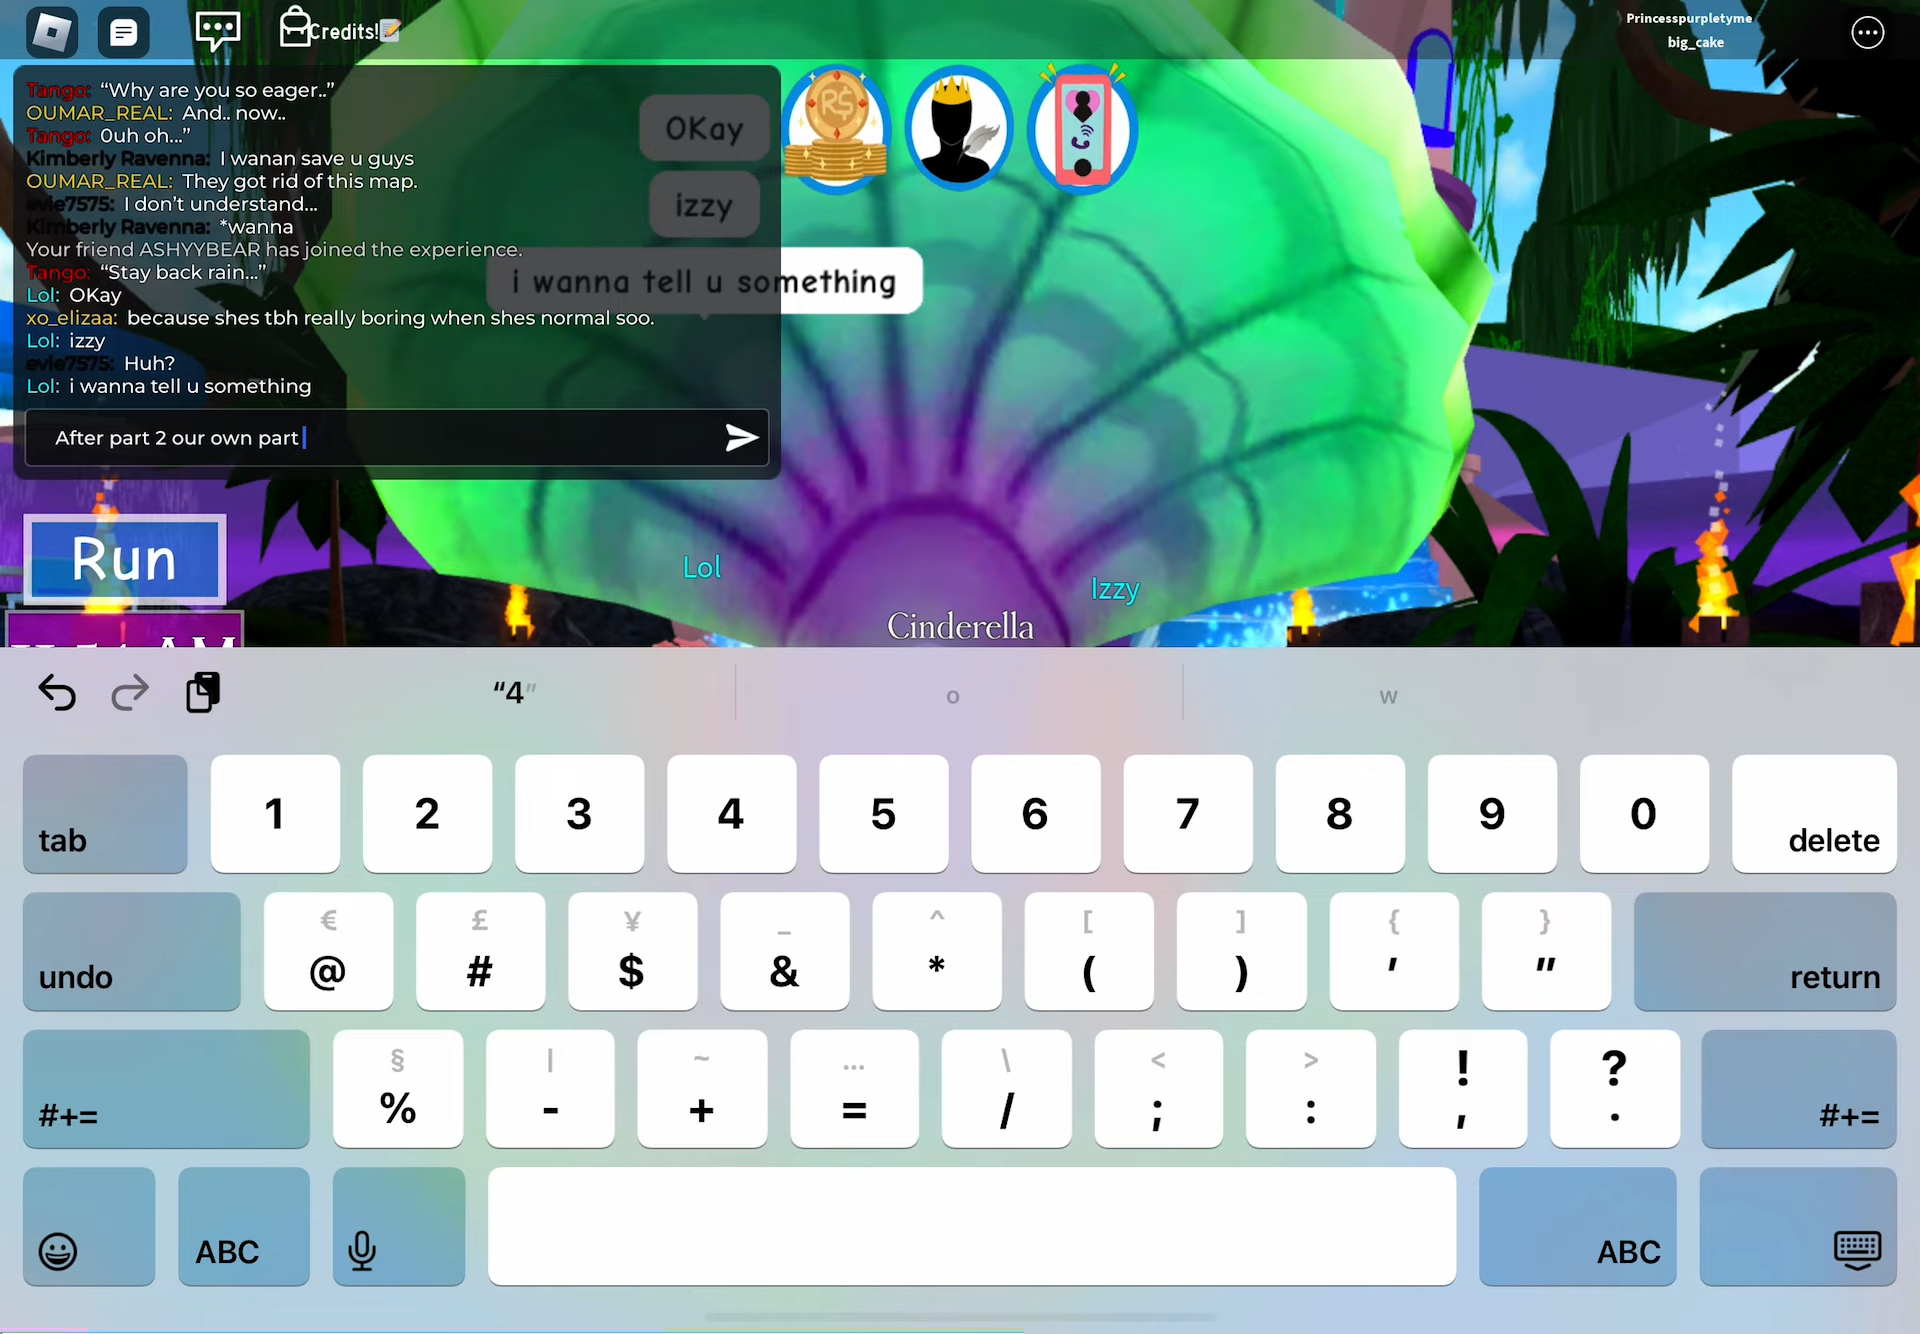 Credits!📝
Princesspurpletyme
big_cake
Tango: “Why are you so eager..”
OUMAR_REAL: And.. now..
Tango: 0uh oh...”
Kimberly Ravenna: I wanan save u guys
OUMAR_REAL: They got rid of this map.
evie7575: I don’t understand...
Kimberly Ravenna: *wanna
Your friend ASHYYBEAR has joined the experience.
Tango: “Stay back rain...”
Lol: OKay
xo_elizaa: because shes tbh really boring when shes normal soo.
Lol: izzy
evie7575: Huh?
Lol: i wanna tell u something
After part 2 our own part
OKay
izzy
i wanna tell u something
R$
Run
Lol
Izzy
Cinderella
“4”
o
w
tab 1 2 3 4 5 6 7 8 9 0 delete
€ £ ¥ _ ^ [ ] { }
undo @ # $ & * ( ) ' " return
§ | ~ ... \ < > ! ?
#+= % - + = / ; : , . #+=
ABC ABC